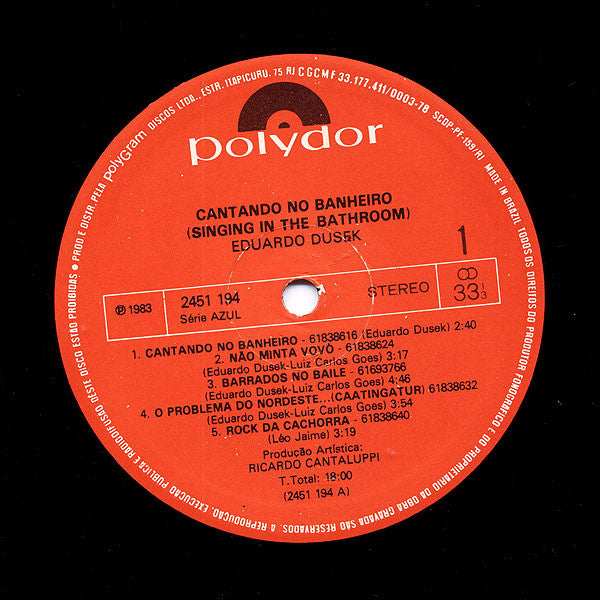 polydor
CANTANDO NO BANHEIRO
(SINGING IN THE BATHROOM)
EDUARDO DUSEK
1
℗ 1983
2451 194
Série AZUL
STEREO
33 1/3
1. CANTANDO NO BANHEIRO - 61838616 (Eduardo Dusek) 2:40
2. NÃO MINTA VOVÔ - 61838624
(Eduardo Dusek-Luiz Carlos Goes) 3:17
3. BARRADOS NO BAILE - 61693766
(Eduardo Dusek-Luiz Carlos Goes) 4:46
4. O PROBLEMA DO NORDESTE...(CAATINGATUR) 61838632
(Eduardo Dusek-Luiz Carlos Goes) 3:54
5. ROCK DA CACHORRA - 61838640
(Léo Jaime) 3:19
Produção Artística:
RICARDO CANTALUPPI
T.Total: 18:00
(2451 194 A)
● PROD E DISTR. PELA polyGram DISCOS LTDA., ESTR. ITAPICURU. 75 RJ CGCMF 33.177.411/0003-78 SCDP-PF-159/RJ MADE IN BRAZIL TODOS OS DIREITOS DO PRODUTOR FONOGRÁFICO E DO PROPRIETÁRIO DA OBRA GRAVADA SÃO RESERVADOS. A REPRODUÇÃO, EXECUÇÃO PÚBLICA E RADIODIFUSÃO DESTE DISCO ESTÃO PROIBIDAS